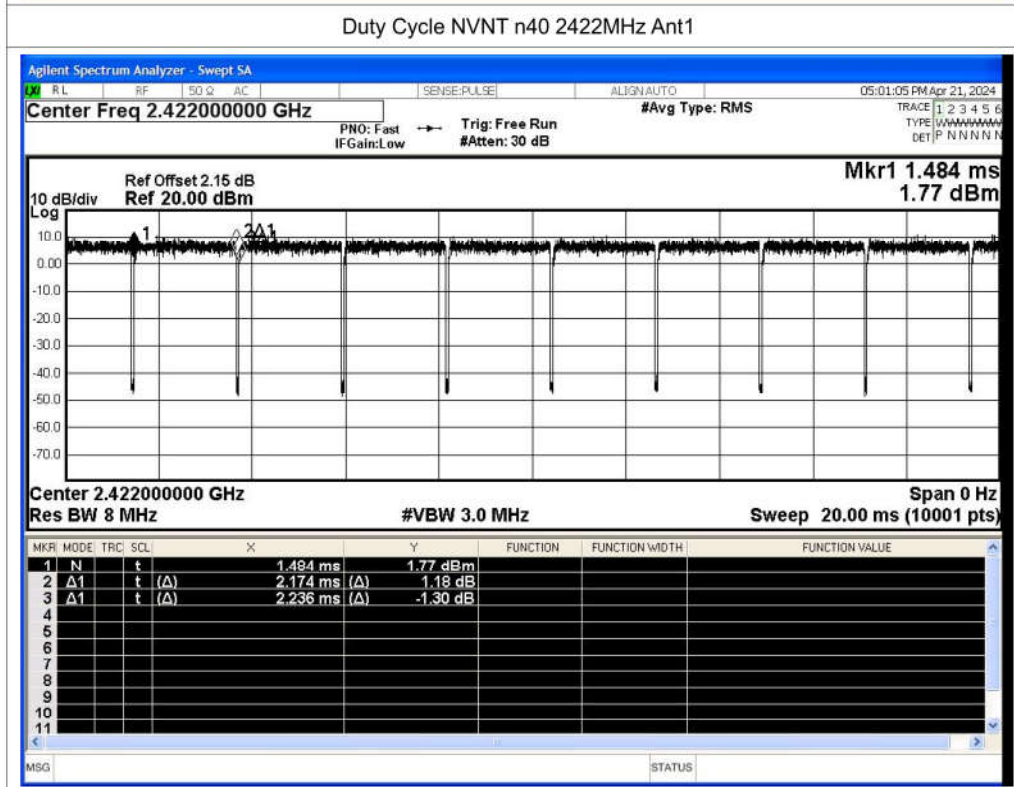 Duty Cycle NVNT n40 2422MHz Ant1
Agilent Spectrum Analyzer - Swept SA
LXI RL RF 50 Ω AC SENSE:PULSE ALIGN AUTO 05:01:05 PM Apr 21, 2024
Center Freq 2.422000000 GHz #Avg Type: RMS TRACE 1 2 3 4 5 6
PNO: Fast Trig: Free Run TYPE WWWWWW
IFGain:Low #Atten: 30 dB DET P N N N N N
Mkr1 1.484 ms
Ref Offset 2.15 dB
10 dB/div Ref 20.00 dBm 1.77 dBm
Log
1 2Δ1
10.0
0.00
-10.0
-20.0
-30.0
-40.0
-50.0
-60.0
-70.0
Center 2.422000000 GHz Span 0 Hz
Res BW 8 MHz #VBW 3.0 MHz Sweep 20.00 ms (10001 pts)
MKR MODE TRC SCL X Y FUNCTION FUNCTION WIDTH FUNCTION VALUE
1 N t 1.484 ms 1.77 dBm
2 Δ1 t (Δ) 2.174 ms (Δ) 1.18 dB
3 Δ1 t (Δ) 2.236 ms (Δ) -1.30 dB
4
5
6
7
8
9
10
11
MSG STATUS